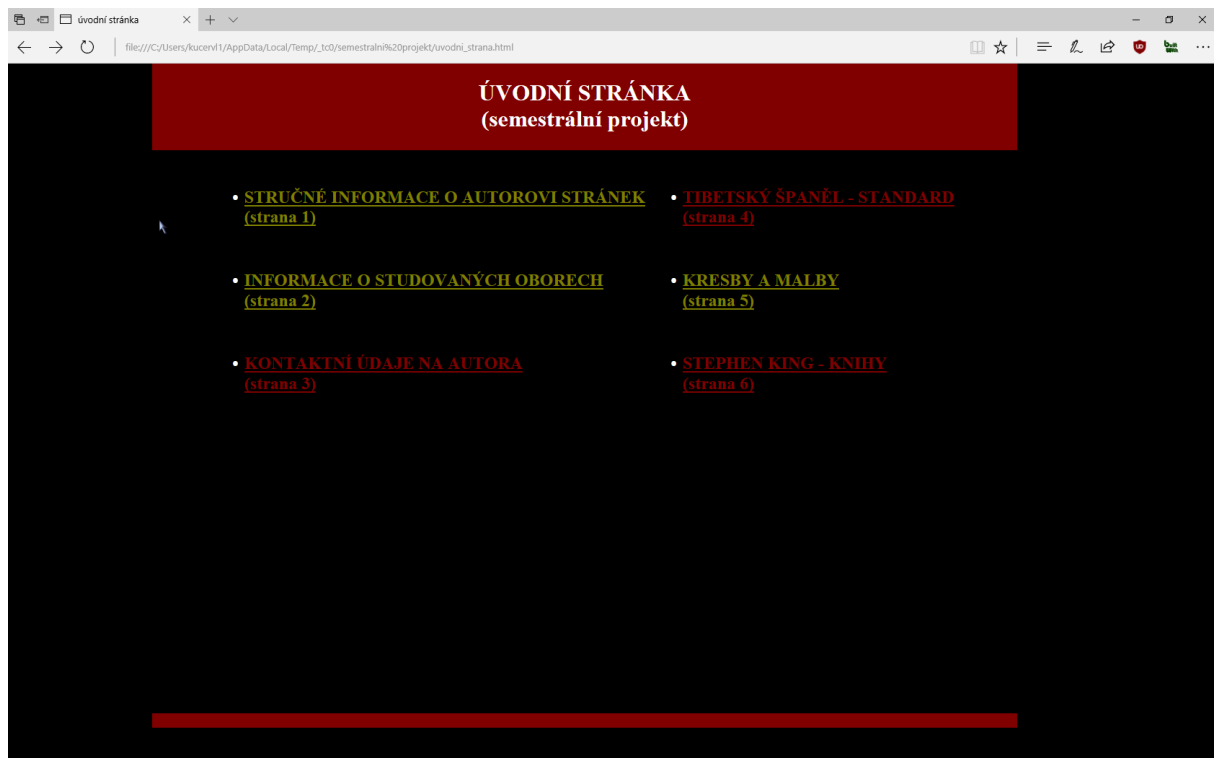 úvodní stránka
file:///C:/Users/kucervl1/AppData/Local/Temp/_tc0/semestralni%20projekt/uvodni_strana.html
ÚVODNÍ STRÁNKA
(semestrální projekt)
• STRUČNÉ INFORMACE O AUTOROVI STRÁNEK
(strana 1)
• INFORMACE O STUDOVANÝCH OBORECH
(strana 2)
• KONTAKTNÍ ÚDAJE NA AUTORA
(strana 3)
• TIBETSKÝ ŠPANĚL - STANDARD
(strana 4)
• KRESBY A MALBY
(strana 5)
• STEPHEN KING - KNIHY
(strana 6)